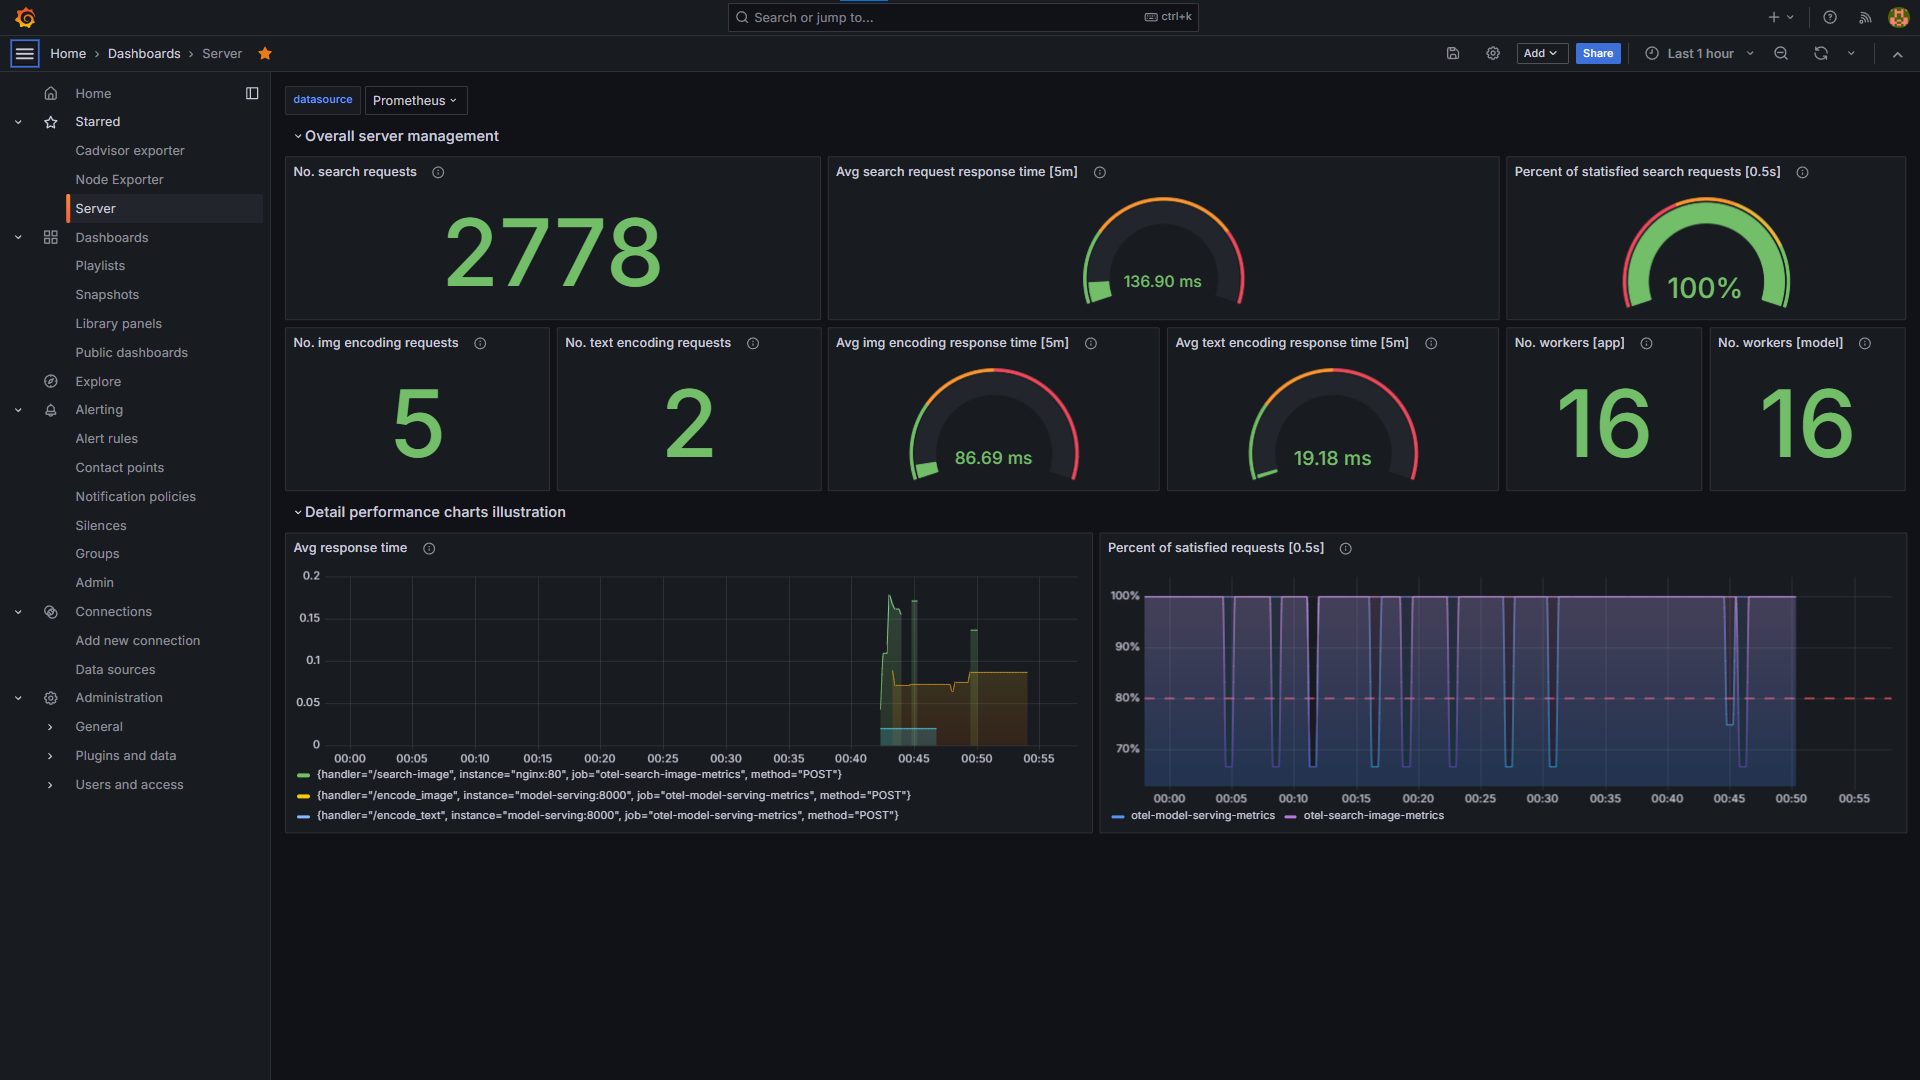 Search or jump to...
ctrl+k
Home › Dashboards › Server
Add
Share
Last 1 hour
Home
Starred
Cadvisor exporter
Node Exporter
Server
Dashboards
Playlists
Snapshots
Library panels
Public dashboards
Explore
Alerting
Alert rules
Contact points
Notification policies
Silences
Groups
Admin
Connections
Add new connection
Data sources
Administration
General
Plugins and data
Users and access
datasource
Prometheus
Overall server management
No. search requests
2778
Avg search request response time [5m]
136.90 ms
Percent of statisfied search requests [0.5s]
100%
No. img encoding requests
5
No. text encoding requests
2
Avg img encoding response time [5m]
86.69 ms
Avg text encoding response time [5m]
19.18 ms
No. workers [app]
16
No. workers [model]
16
Detail performance charts illustration
Avg response time
0.2
0.15
0.1
0.05
0
00:00 00:05 00:10 00:15 00:20 00:25 00:30 00:35 00:40 00:45 00:50 00:55
{handler="/search-image", instance="nginx:80", job="otel-search-image-metrics", method="POST"}
{handler="/encode_image", instance="model-serving:8000", job="otel-model-serving-metrics", method="POST"}
{handler="/encode_text", instance="model-serving:8000", job="otel-model-serving-metrics", method="POST"}
Percent of satisfied requests [0.5s]
100%
90%
80%
70%
00:00 00:05 00:10 00:15 00:20 00:25 00:30 00:35 00:40 00:45 00:50 00:55
otel-model-serving-metrics otel-search-image-metrics